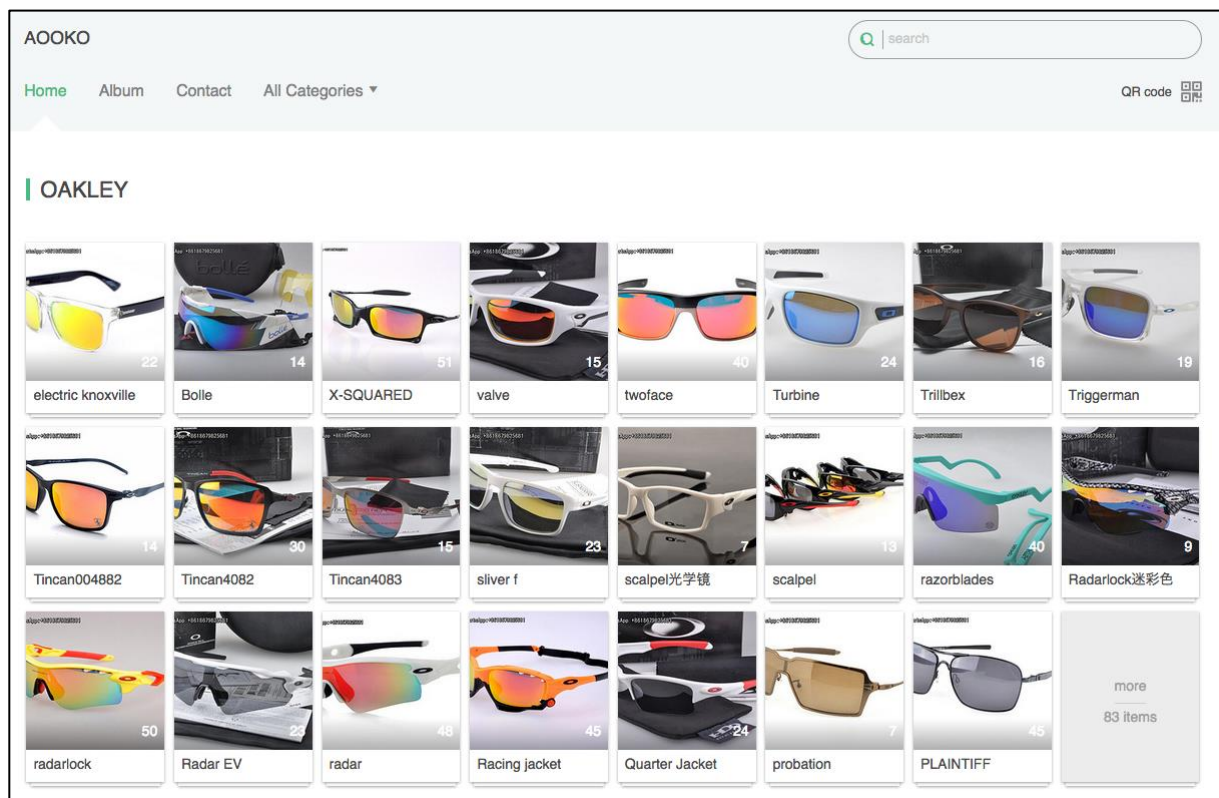 AOOKO
search
Home Album Contact All Categories QR code
OAKLEY
22 14 51 15 40 24 16 19
electric knoxville Bolle X-SQUARED valve twoface Turbine Trillbex Triggerman
14 30 15 23 7 13 40 9
Tincan004882 Tincan4082 Tincan4083 sliver f scalpel光学镜 scalpel razorblades Radarlock迷彩色
50 23 48 45 24 7 45
more
83 items
radarlock Radar EV radar Racing jacket Quarter Jacket probation PLAINTIFF